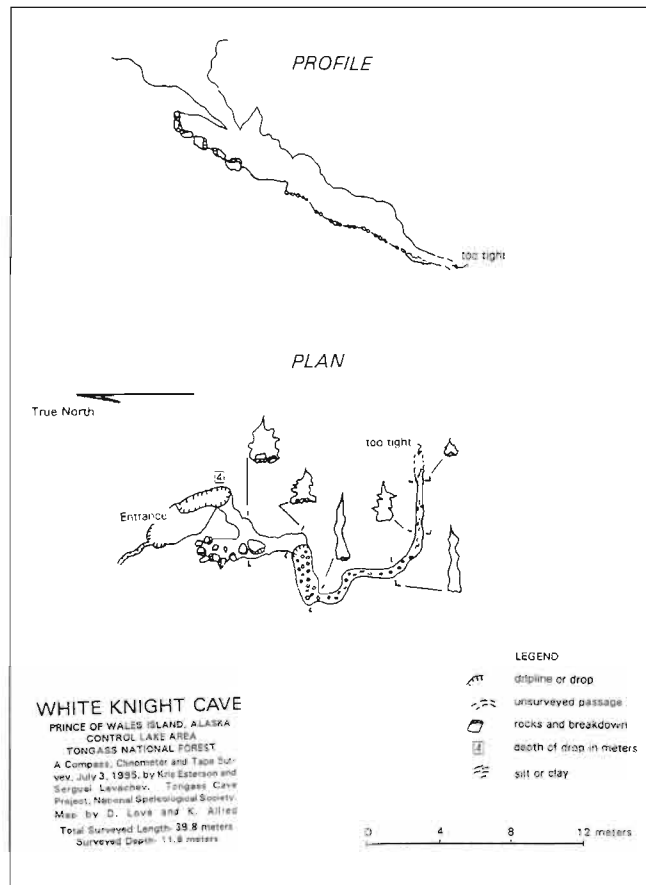 PROFILE
too tight
PLAN
True North
too tight
4
Entrance
LEGEND
dripline or drop
unsurveyed passage
rocks and breakdown
4 depth of drop in meters
silt or clay
WHITE KNIGHT CAVE
PRINCE OF WALES ISLAND, ALASKA
CONTROL LAKE AREA
TONGASS NATIONAL FOREST
A Compass, Clinometer and Tape Sur-
vey, July 3, 1995, by Kris Esterson and
Serguei Levachev. Tongass Cave
Project, National Speleological Society.
Map by D. Love and K. Allred
Total Surveyed Length- 39.8 meters
Surveyed Depth- 11.8 meters
0 4 8 12 meters